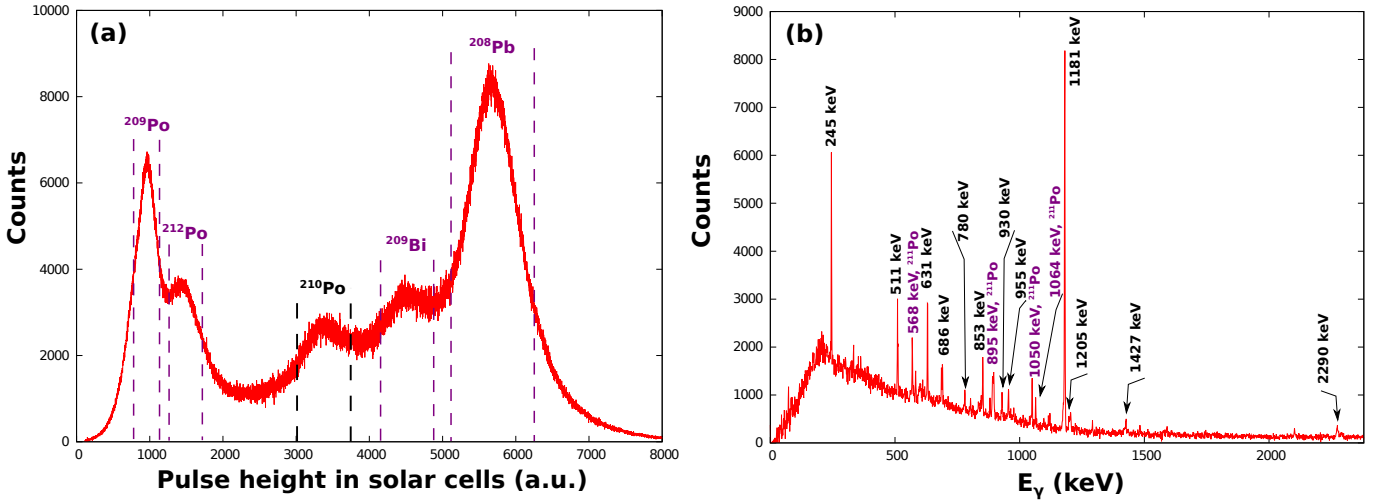 (a)
²⁰⁹Po
²¹²Po
²¹⁰Po
²⁰⁹Bi
²⁰⁸Pb
10000
8000
6000
4000
2000
0
Counts
0 1000 2000 3000 4000 5000 6000 7000 8000
Pulse height in solar cells (a.u.)
(b)
245 keV
511 keV
568 keV, ²¹¹Po
631 keV
686 keV
780 keV
853 keV
895 keV, ²¹¹Po
930 keV
955 keV
1050 keV, ²¹¹Po
1064 keV, ²¹¹Po
1181 keV
1205 keV
1427 keV
2290 keV
9000
8000
7000
6000
5000
4000
3000
2000
1000
0
Counts
0 500 1000 1500 2000
Eγ (keV)